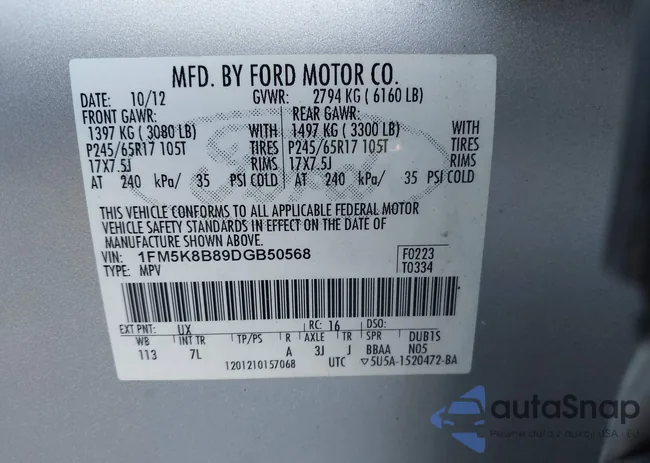 MFD. BY FORD MOTOR CO.
DATE: 10/12 GVWR: 2794 KG ( 6160 LB)
FRONT GAWR: REAR GAWR:
1397 KG ( 3080 LB) WITH 1497 KG ( 3300 LB) WITH
P245/65R17 105T TIRES P245/65R17 105T TIRES
17X7.5J RIMS 17X7.5J RIMS
AT 240 kPa/ 35 PSI COLD AT 240 kPa/ 35 PSI COLD
THIS VEHICLE CONFORMS TO ALL APPLICABLE FEDERAL MOTOR
VEHICLE SAFETY STANDARDS IN EFFECT ON THE DATE OF
MANUFACTURE SHOWN ABOVE.
VIN: 1FM5K8B89DGB50568 F0223
TYPE: MPV T0334
EXT PNT: UX RC: 16 DSO:
WB INT TR TP/PS R AXLE TR SPR DUB1S
113 7L A 3J J BBAA N05
1201210157068 UTC ▽5U5A-1520472-BA
autoSnap